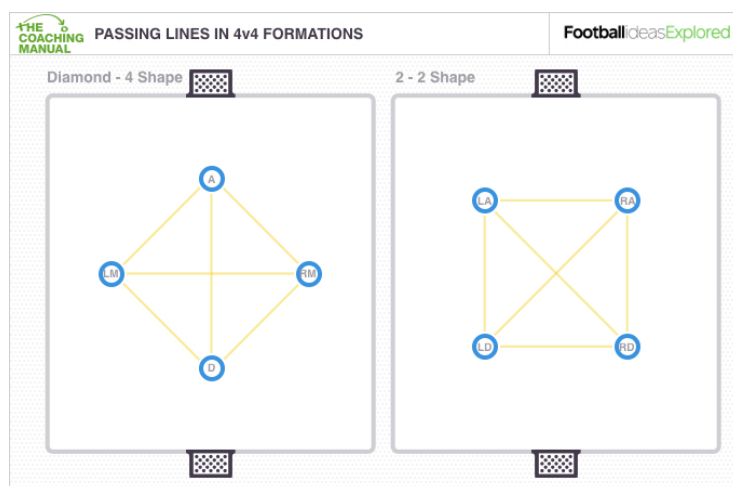 THE
COACHING
MANUAL
PASSING LINES IN 4v4 FORMATIONS
FootballideasExplored
Diamond - 4 Shape
2 - 2 Shape
A
LM
RM
D
LA
RA
LD
RD